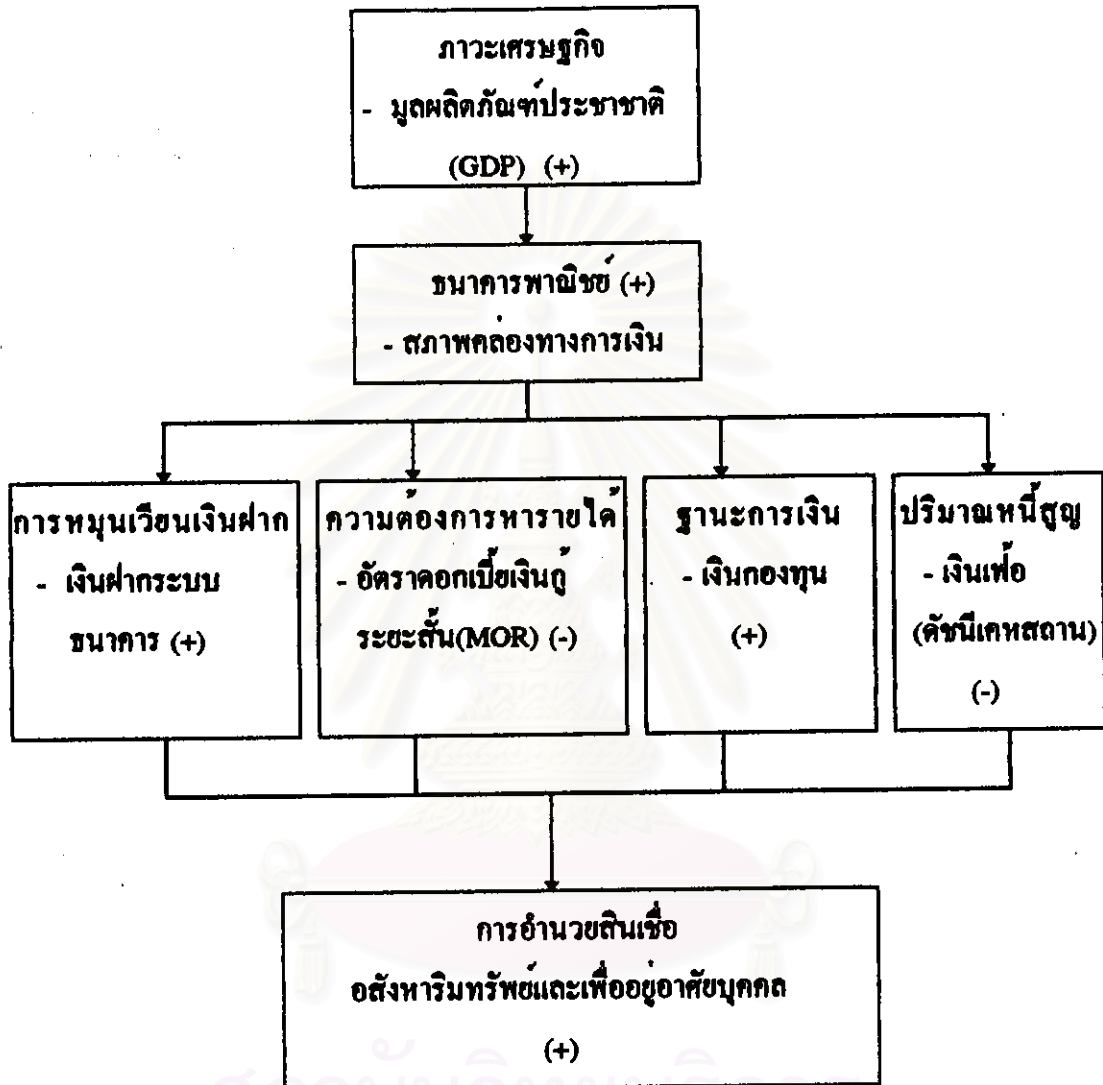 ภาวะเศรษฐกิจ
- มูลผลิตภัณฑ์ประชาชาติ
(GDP) (+)
ธนาคารพาณิชย์ (+)
- สภาพคล่องทางการเงิน
การหมุนเวียนเงินฝาก
- เงินฝากระบบ
ธนาคาร (+)
ความต้องการหารายได้
- อัตราดอกเบี้ยเงินกู้
ระยะสั้น(MOR) (-)
ฐานะการเงิน
- เงินกองทุน
(+)
ปริมาณหนี้สูญ
- เงินเฟ้อ
(ดัชนีเคหสถาน)
(-)
การอำนวยสินเชื่อ
อสังหาริมทรัพย์และเพื่ออยู่อาศัยบุคคล
(+)